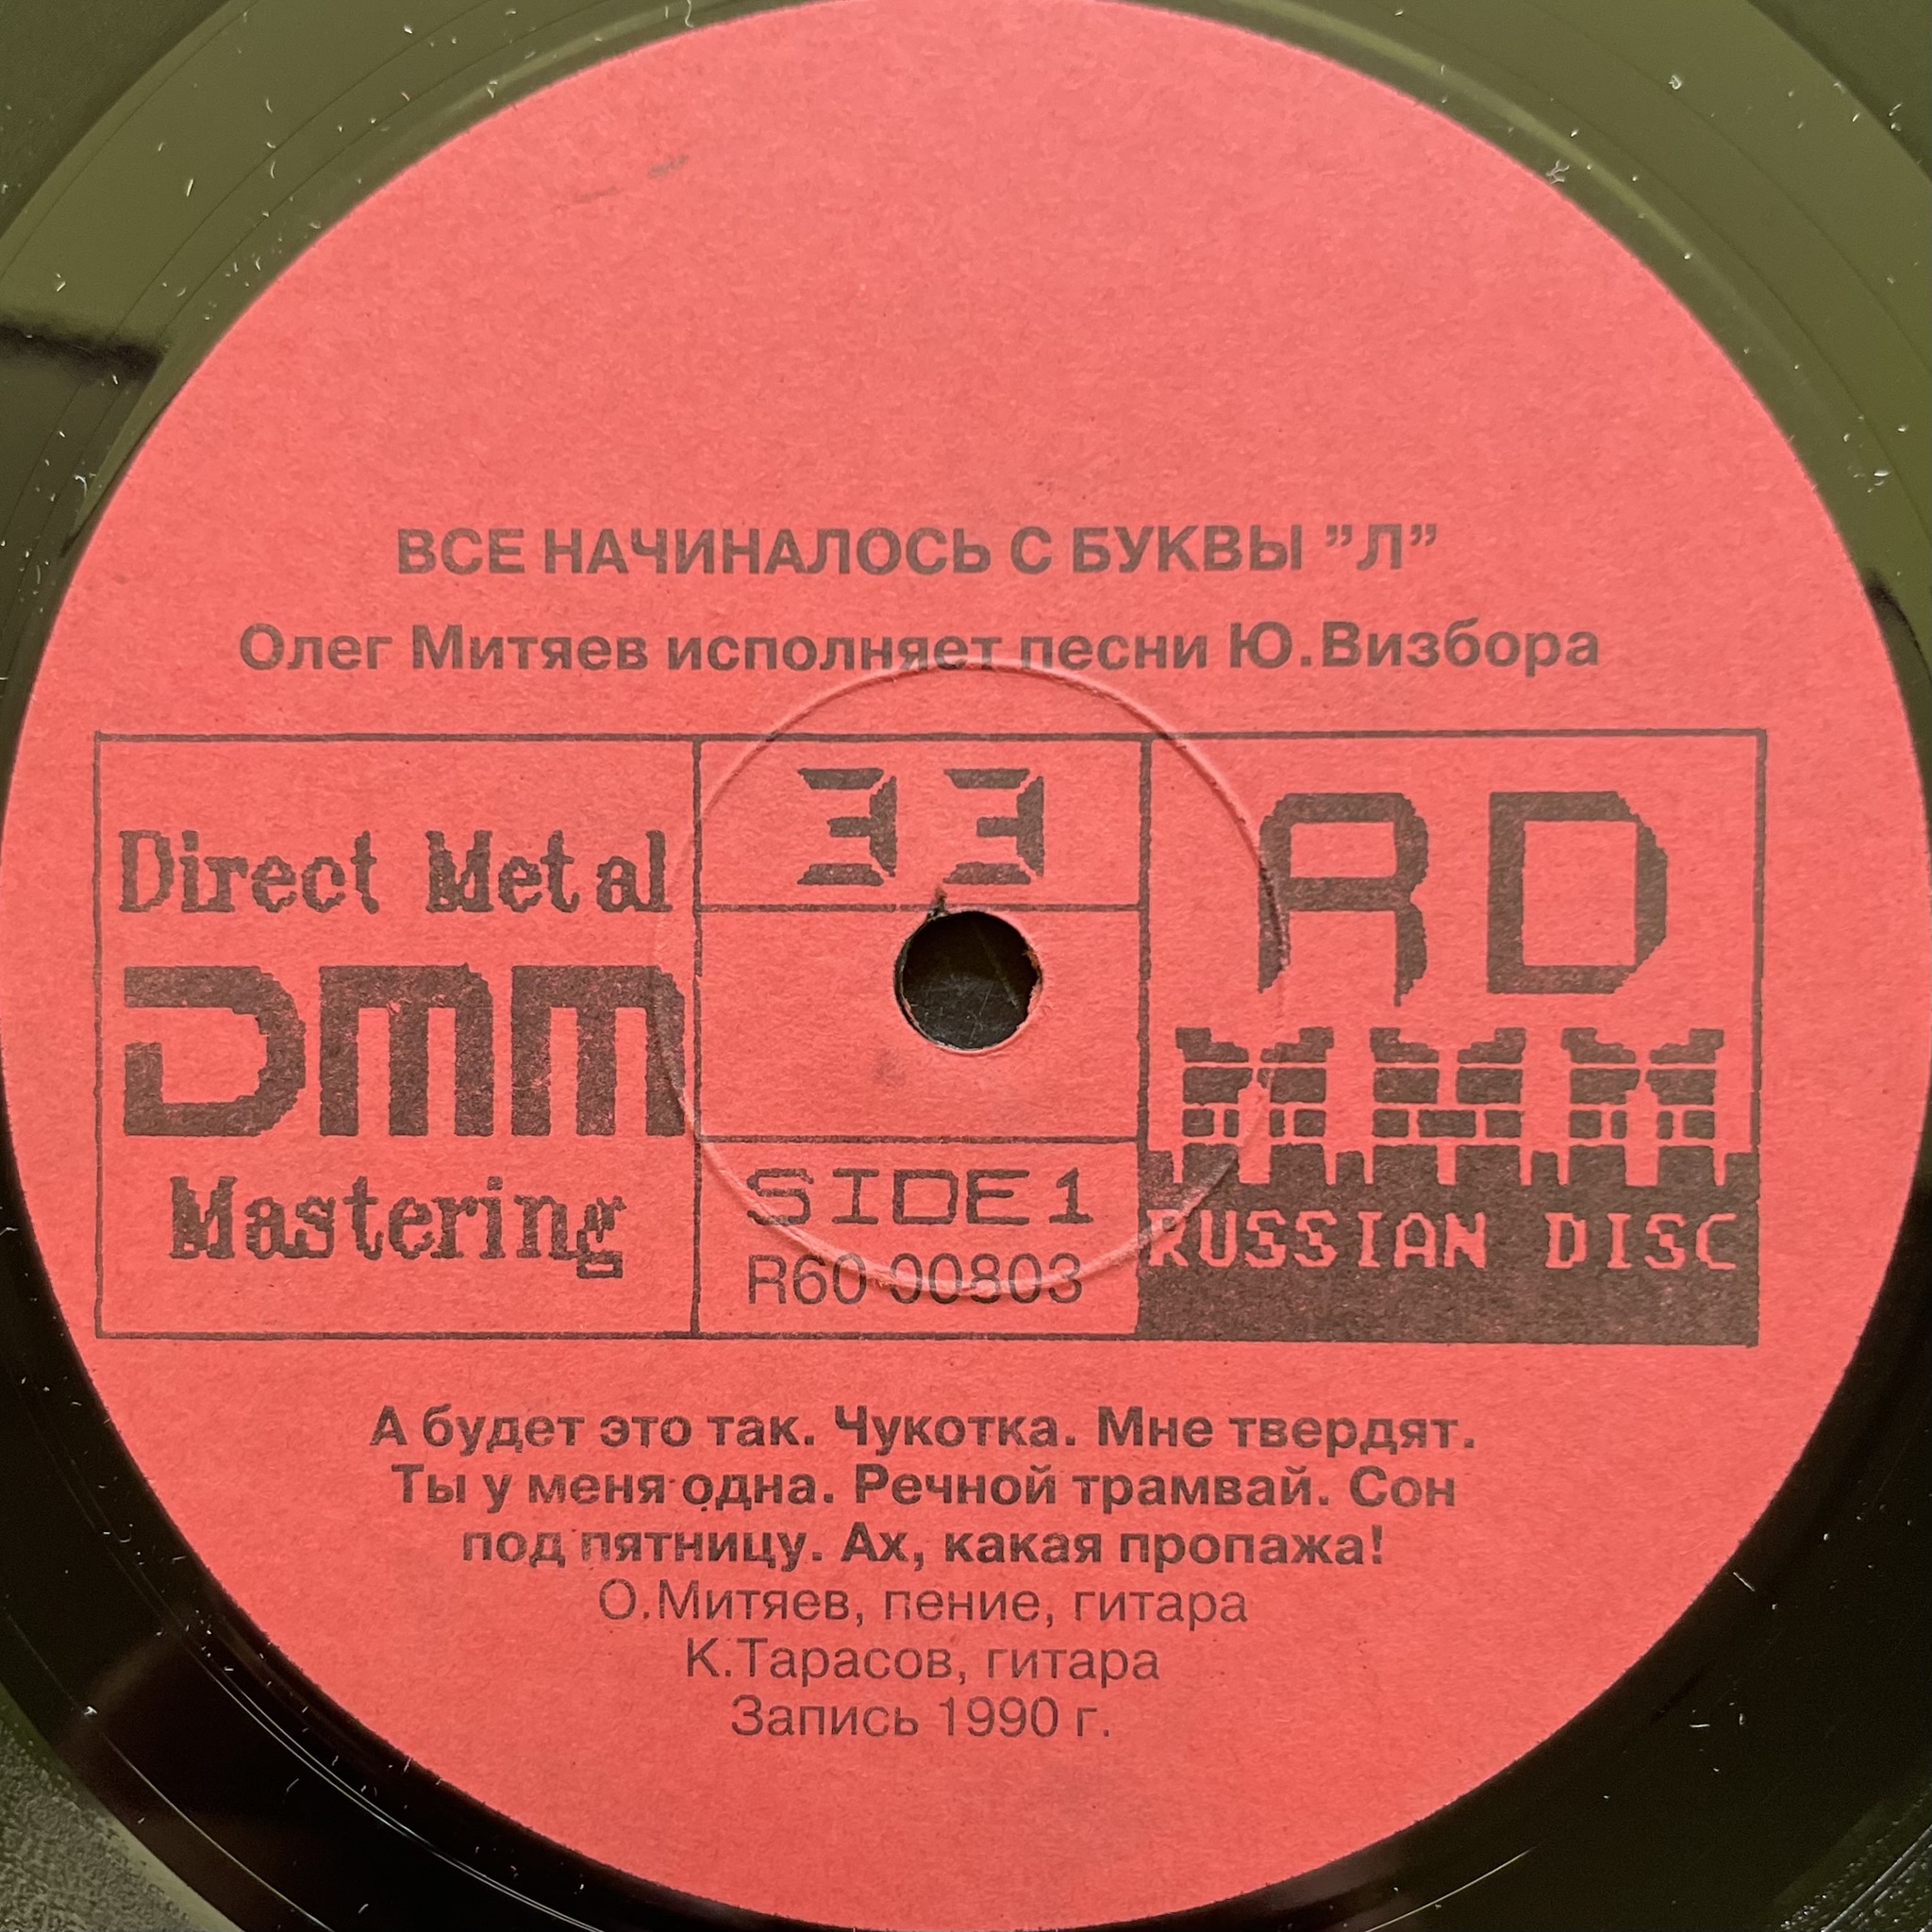 ВСЕ НАЧИНАЛОСЬ С БУКВЫ ”Л”
Олег Митяев исполняет песни Ю.Визбора
Direct Metal
DMM
Mastering
33
SIDE 1
R60 00803
RD
RUSSIAN DISC
А будет это так. Чукотка. Мне твердят.
Ты у меня одна. Речной трамвай. Сон
под пятницу. Ах, какая пропажа!
О.Митяев, пение, гитара
К.Тарасов, гитара
Запись 1990 г.